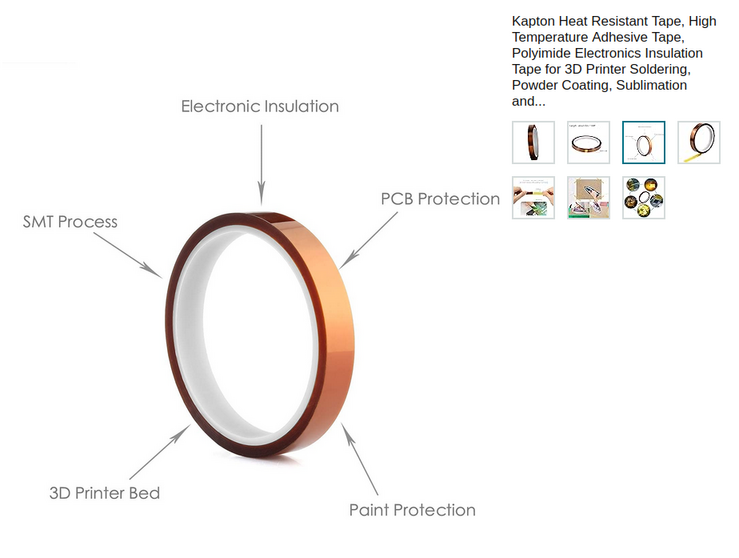 Kapton Heat Resistant Tape, High
Temperature Adhesive Tape,
Polyimide Electronics Insulation
Tape for 3D Printer Soldering,
Powder Coating, Sublimation
and...
Electronic Insulation
PCB Protection
SMT Process
3D Printer Bed
Paint Protection